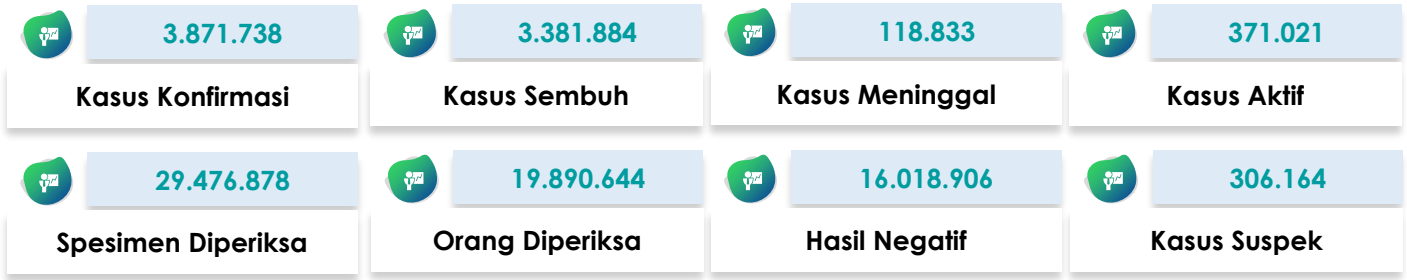 3.871.738
Kasus Konfirmasi
3.381.884
Kasus Sembuh
118.833
Kasus Meninggal
371.021
Kasus Aktif
29.476.878
Spesimen Diperiksa
19.890.644
Orang Diperiksa
16.018.906
Hasil Negatif
306.164
Kasus Suspek